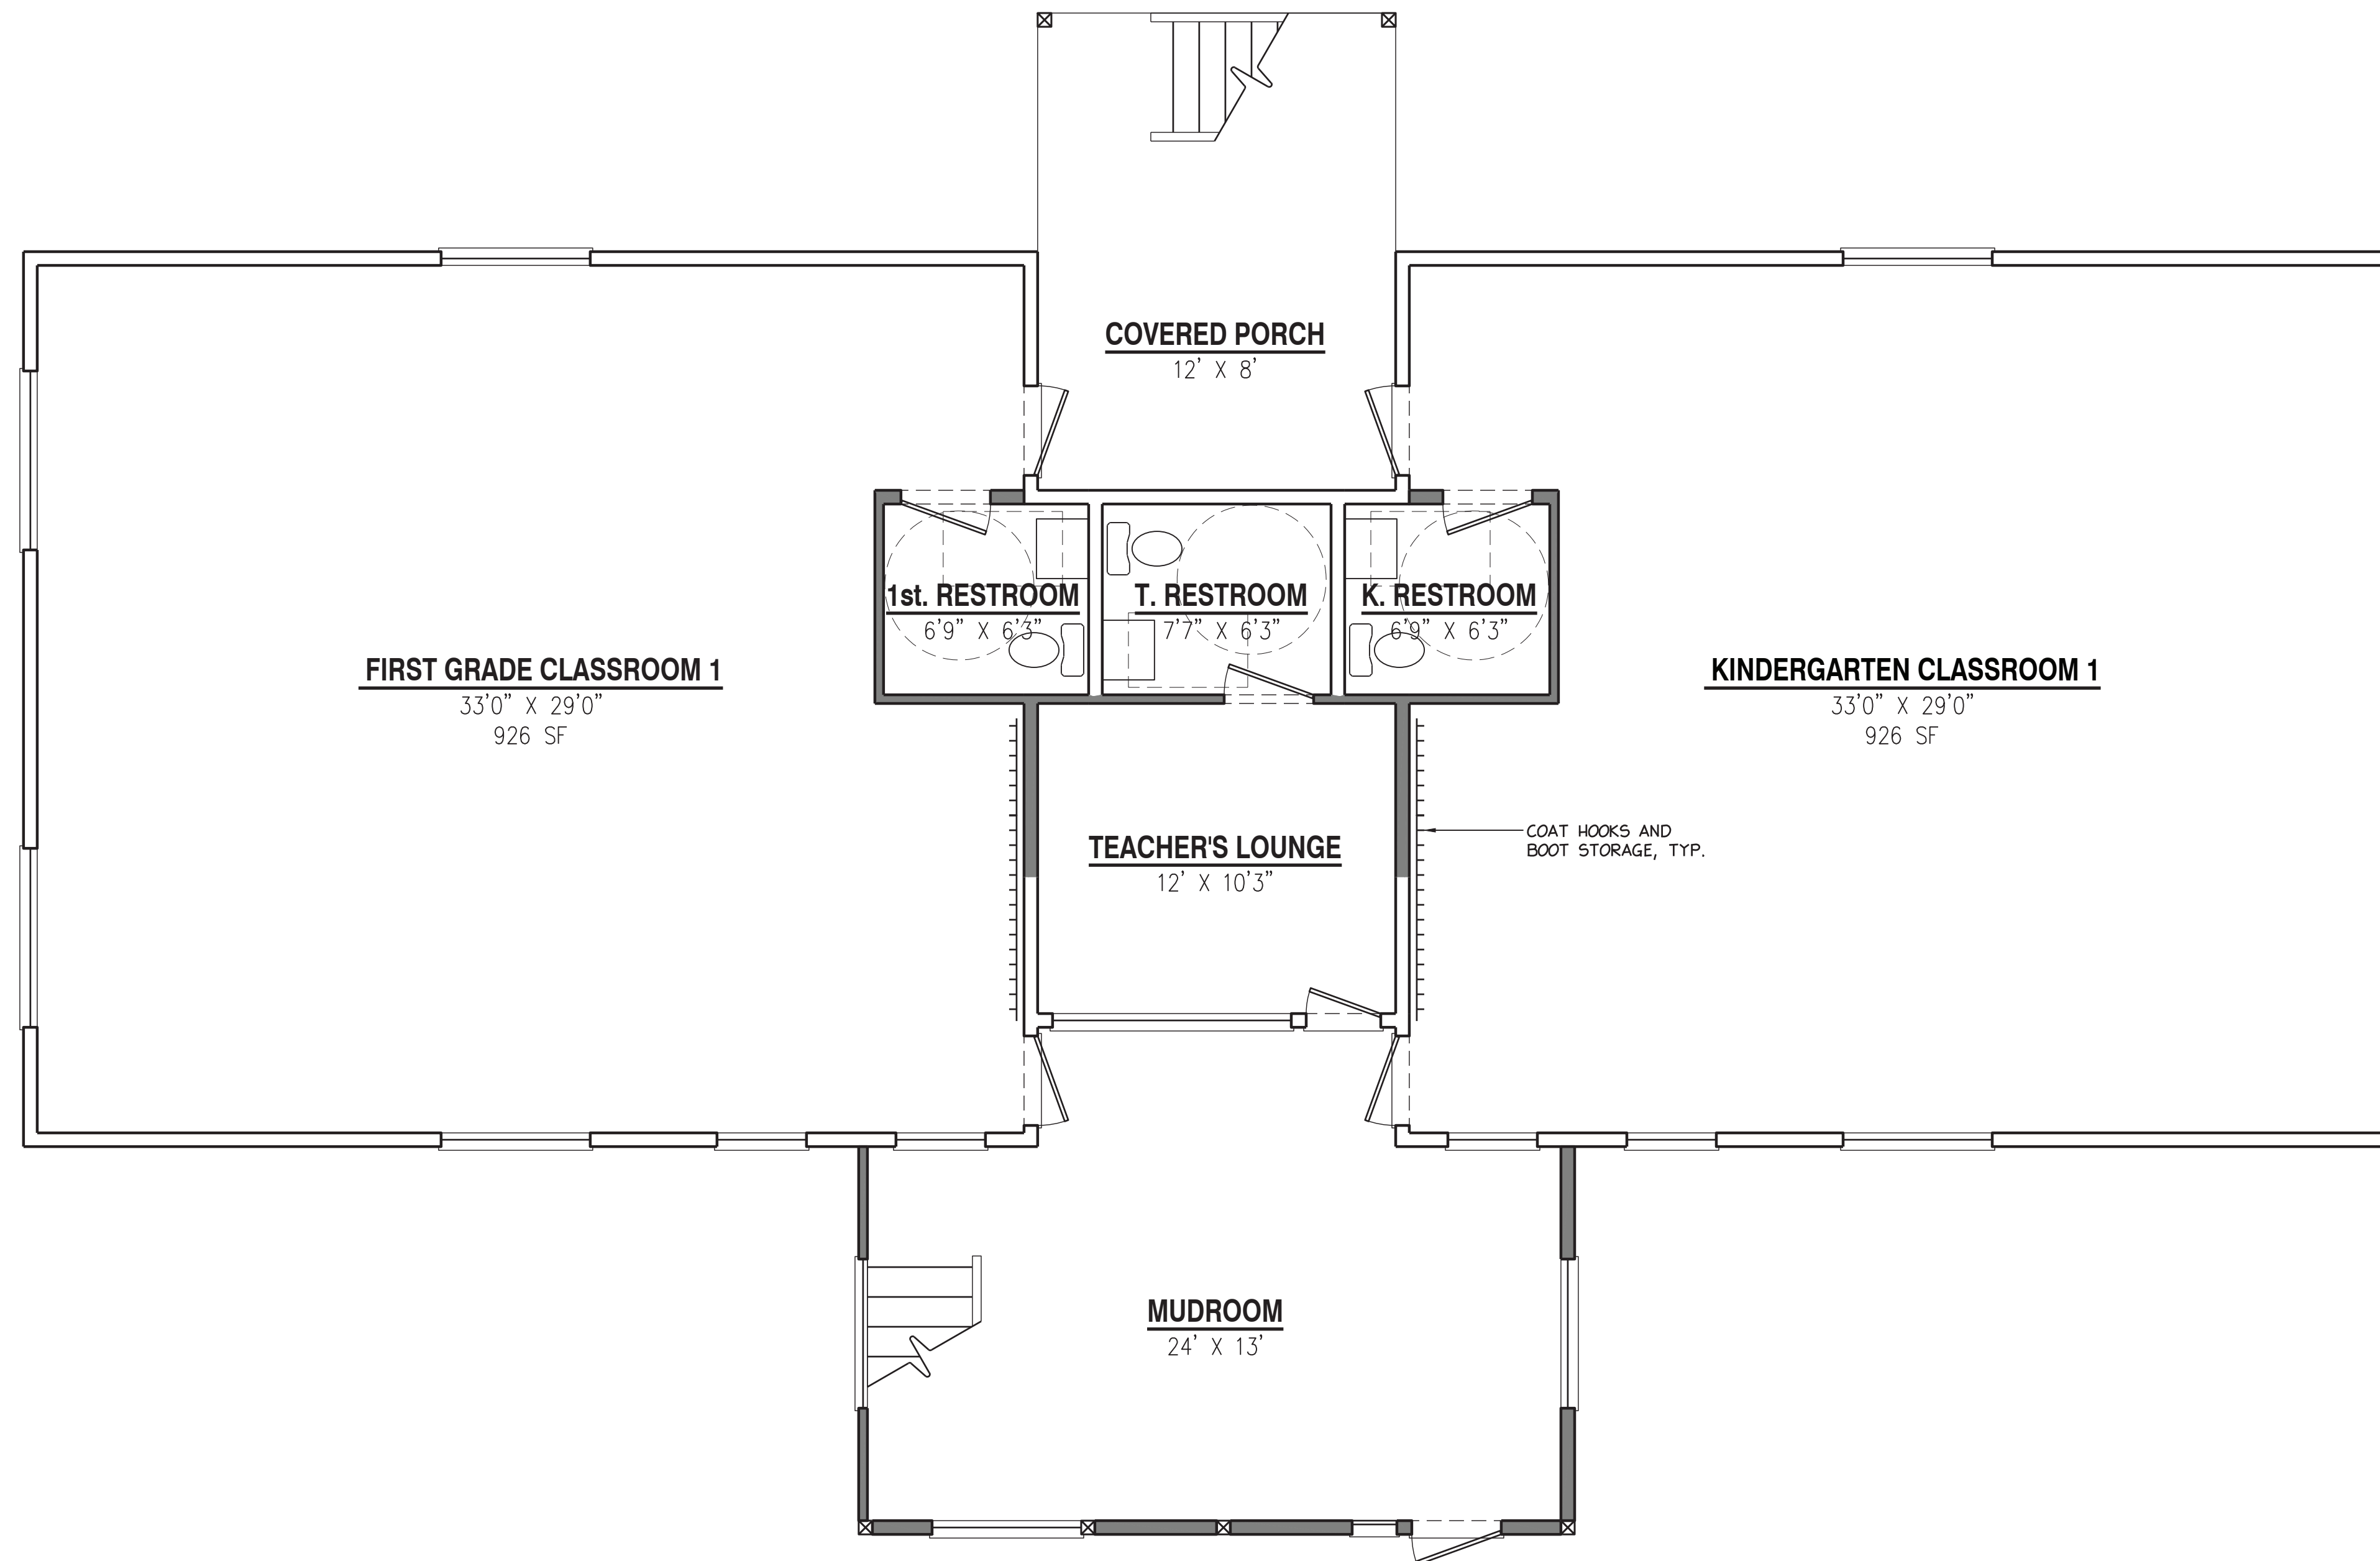 COVERED PORCH
12' X 8'
1st. RESTROOM
6'9" X 6'3"
T. RESTROOM
7'7" X 6'3"
K. RESTROOM
6'9" X 6'3"
FIRST GRADE CLASSROOM 1
33'0" X 29'0"
926 SF
KINDERGARTEN CLASSROOM 1
33'0" X 29'0"
926 SF
COAT HOOKS AND
BOOT STORAGE, TYP.
TEACHER'S LOUNGE
12' X 10'3"
MUDROOM
24' X 13'